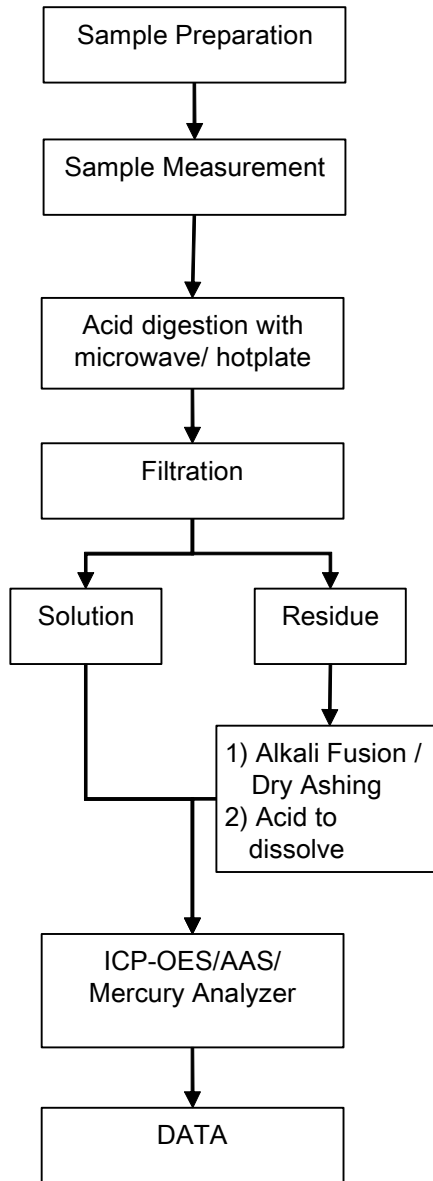 Sample Preparation
Sample Measurement
Acid digestion with
microwave/ hotplate
Filtration
Solution
Residue
1) Alkali Fusion /
Dry Ashing
2) Acid to
dissolve
ICP-OES/AAS/
Mercury Analyzer
DATA